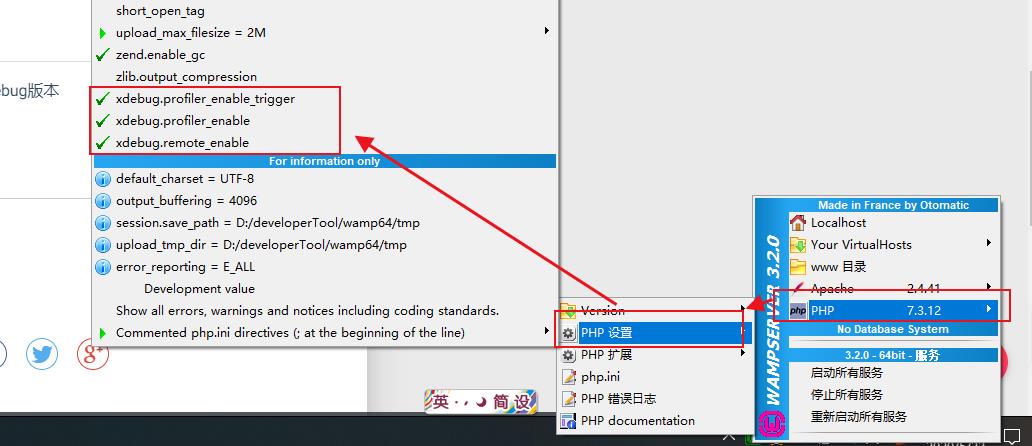 short_open_tag
upload_max_filesize = 2M
zend.enable_gc
zlib.output_compression
ebug版本
xdebug.profiler_enable_trigger
xdebug.profiler_enable
xdebug.remote_enable
For information only
default_charset = UTF-8
output_buffering = 4096
session.save_path = D:/developerTool/wamp64/tmp
upload_tmp_dir = D:/developerTool/wamp64/tmp
error_reporting = E_ALL
Development value
Show all errors, warnings and notices including coding standards.
Commented php.ini directives (; at the beginning of the line)
Version
PHP 设置
PHP 扩展
php.ini
PHP 错误日志
PHP documentation
WAMPSERVER 3.2.0
Made in France by Otomatic
Localhost
Your VirtualHosts
www 目录
Apache 2.4.41
php PHP 7.3.12
No Database System
3.2.0 - 64bit - 服务
启动所有服务
停止所有服务
重新启动所有服务
英 简 设